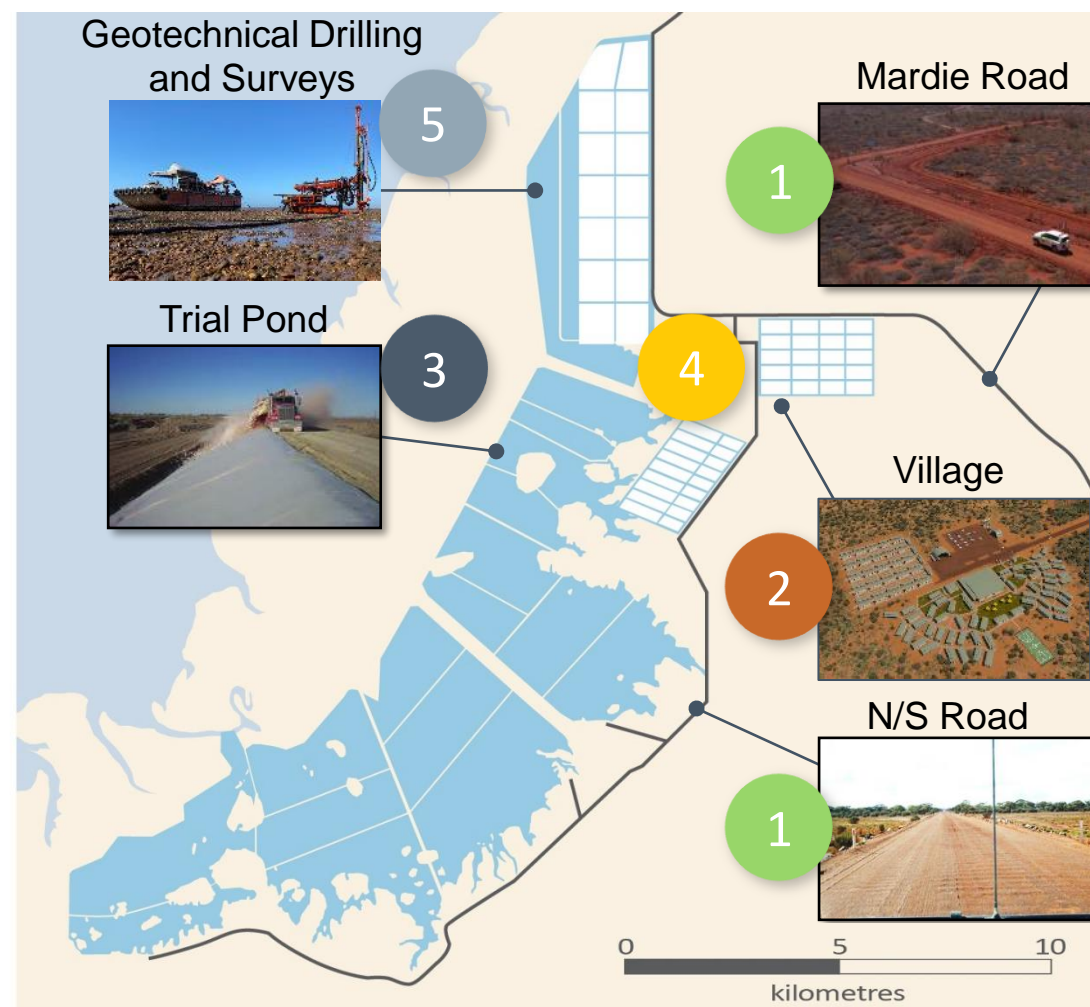 Geotechnical Drilling
and Surveys
5
Mardie Road
1
Trial Pond
3
4
Village
2
N/S Road
1
0 5 10
kilometres